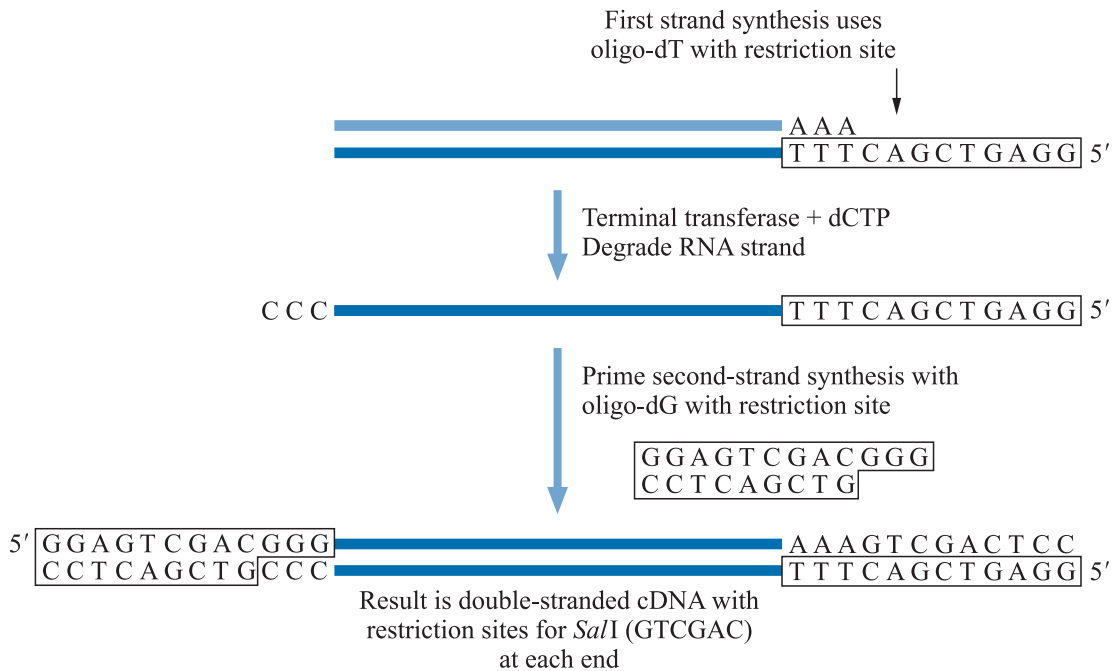 First strand synthesis uses
oligo-dT with restriction site
A A A
T T T C A G C T G A G G 5′
Terminal transferase + dCTP
Degrade RNA strand
C C C T T T C A G C T G A G G 5′
Prime second-strand synthesis with
oligo-dG with restriction site
G G A G T C G A C G G G
C C T C A G C T G
5′ G G A G T C G A C G G G A A A G T C G A C T C C
C C T C A G C T G C C C T T T C A G C T G A G G 5′
Result is double-stranded cDNA with
restriction sites for SalI (GTCGAC)
at each end